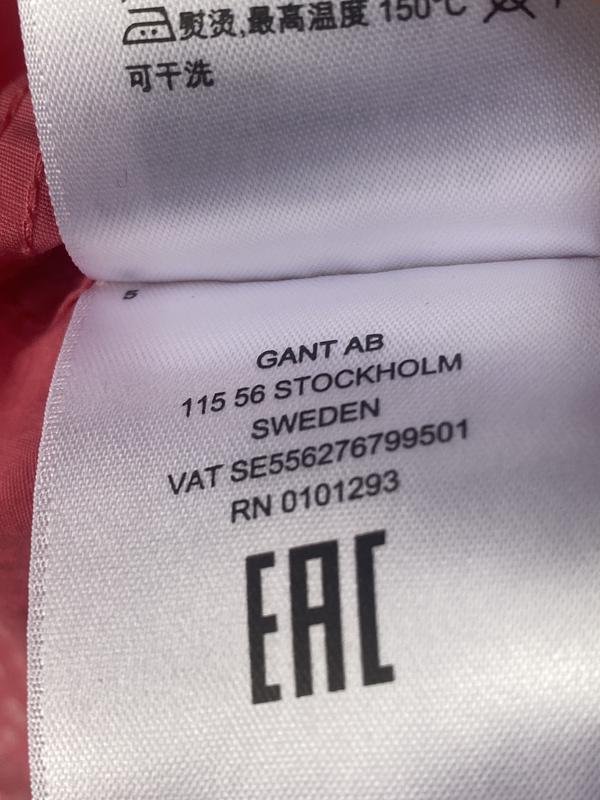 熨烫,最高温度 150℃
可干洗
5
GANT AB
115 56 STOCKHOLM
SWEDEN
VAT SE556276799501
RN 0101293
EAC